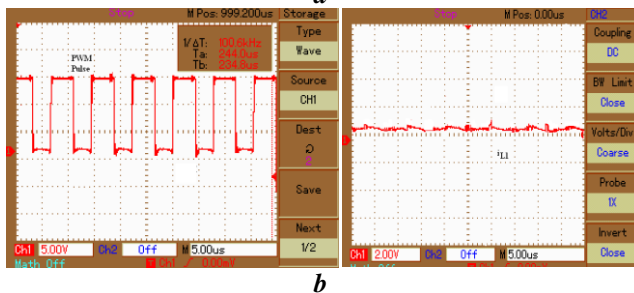 a
Stop M Pos: 999.200us Storage
1/ΔT: 100.6kHz
Ta: 244.0us
Tb: 234.8us
PWM
Pulse
Type
Wave
Source
CH1
Dest
2
Save
Next
1/2
Ch1 5.00V Ch2 Off M 5.00us
Math Off Ch1 / 0.00mV
Stop M Pos: 0.00us CH2
iL1
Coupling
DC
BW Limit
Close
Volts/Div
Coarse
Probe
1X
Invert
Close
Ch1 2.00V Ch2 Off M 5.00us
b